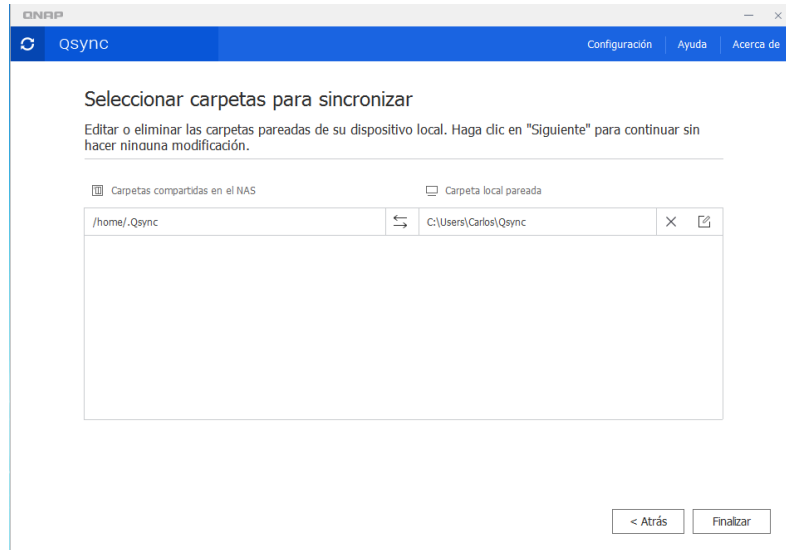 QNAP
Qsync
Configuración
Ayuda
Acerca de
Seleccionar carpetas para sincronizar
Editar o eliminar las carpetas pareadas de su dispositivo local. Haga clic en "Siguiente" para continuar sin
hacer ninguna modificación.
Carpetas compartidas en el NAS
Carpeta local pareada
/home/.Qsync
C:\Users\Carlos\Qsync
< Atrás
Finalizar